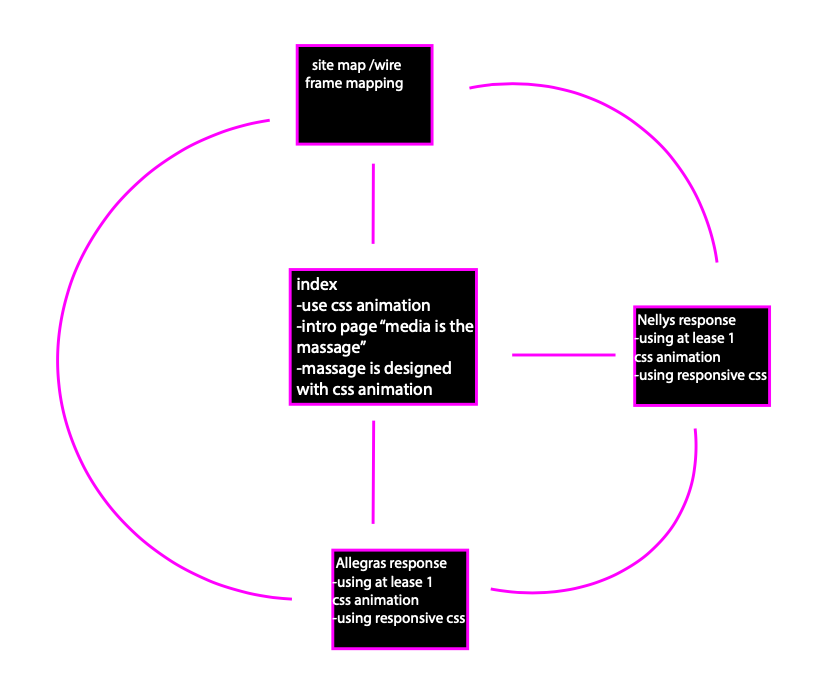 site map /wire
frame mapping
index
-use css animation
-intro page “media is the
massage”
-massage is designed
with css animation
Nellys response
-using at lease 1
css animation
-using responsive css
Allegras response
-using at lease 1
css animation
-using responsive css